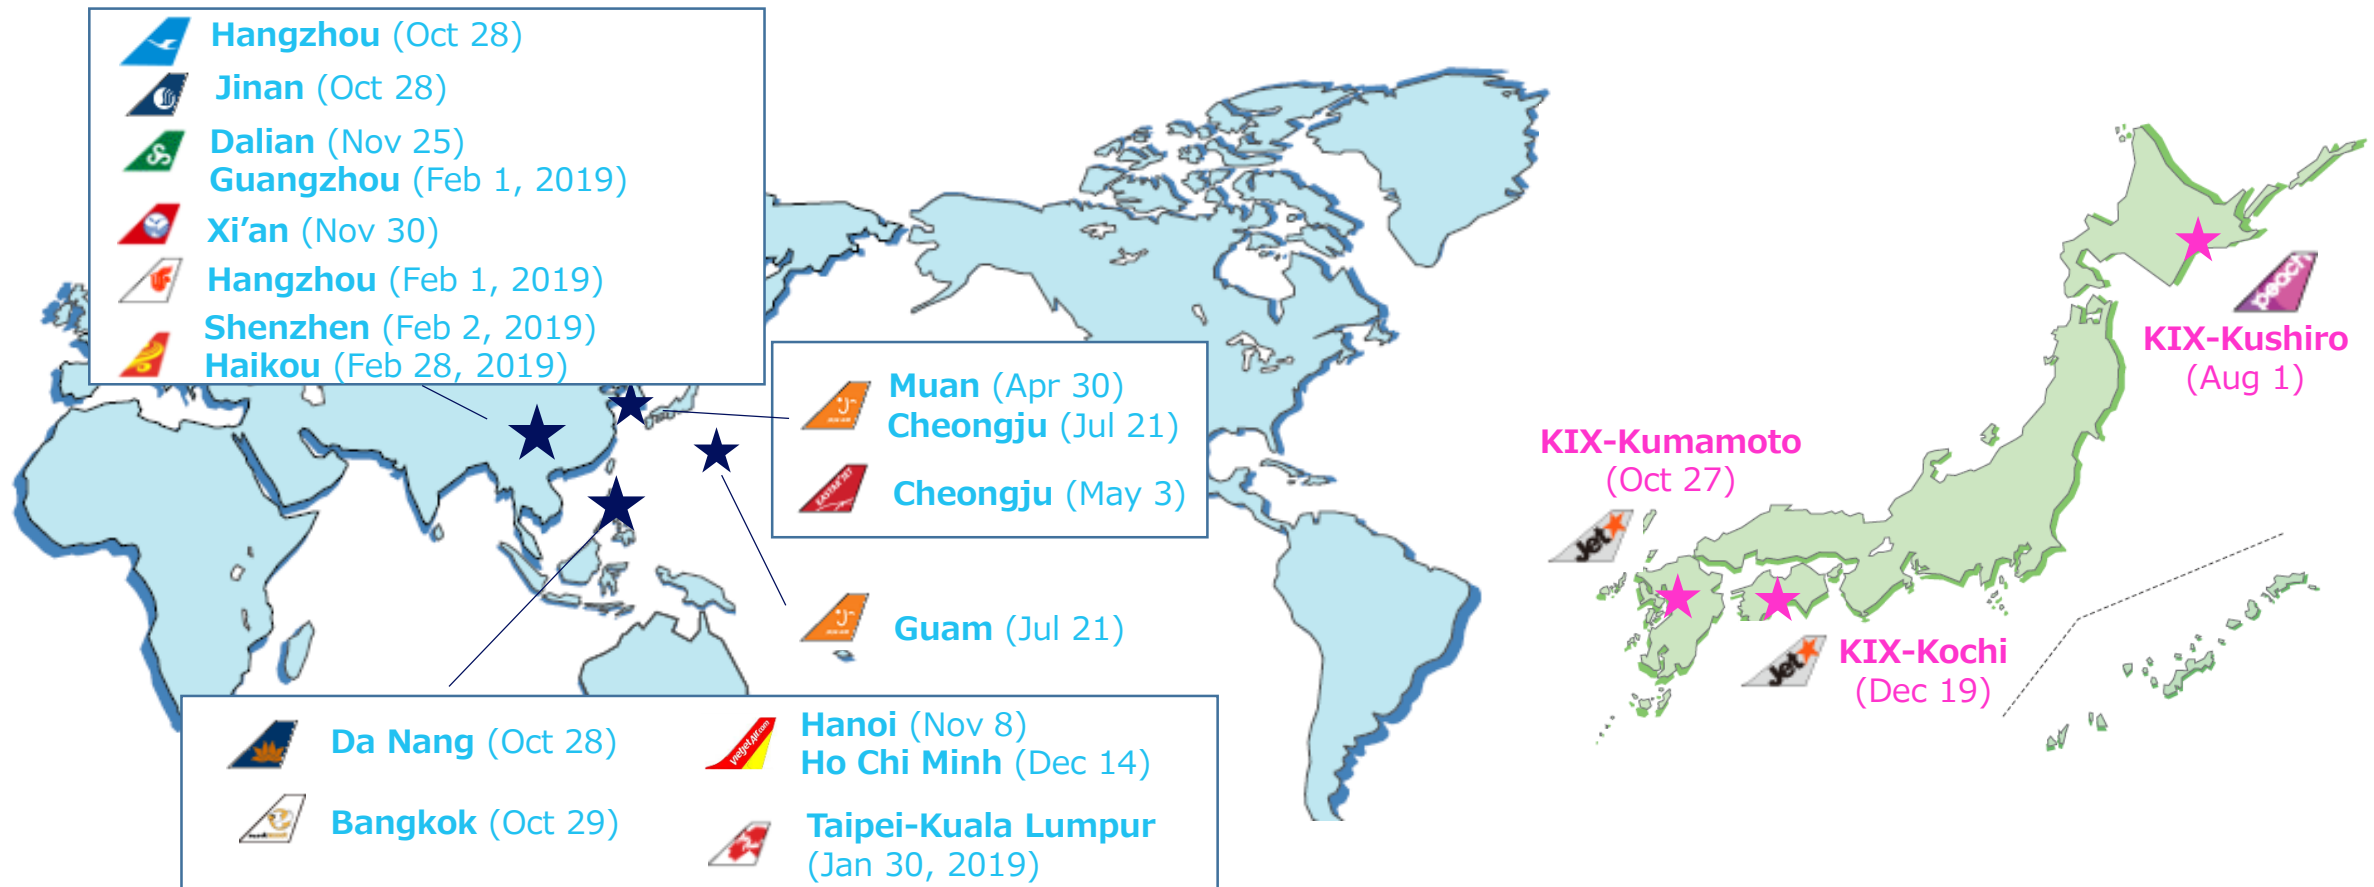 Hangzhou (Oct 28)
Jinan (Oct 28)
Dalian (Nov 25)
Guangzhou (Feb 1, 2019)
Xi’an (Nov 30)
Hangzhou (Feb 1, 2019)
Shenzhen (Feb 2, 2019)
Haikou (Feb 28, 2019)
Muan (Apr 30)
Cheongju (Jul 21)
EASTAR JET
Cheongju (May 3)
Guam (Jul 21)
Da Nang (Oct 28)
Bangkok (Oct 29)
VietjetAir.com
Hanoi (Nov 8)
Ho Chi Minh (Dec 14)
Taipei-Kuala Lumpur
(Jan 30, 2019)
peach
KIX-Kushiro
(Aug 1)
KIX-Kumamoto
(Oct 27)
Jet
Jet
KIX-Kochi
(Dec 19)